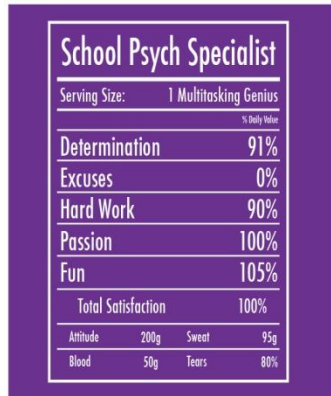 School Psych Specialist
Serving Size: 1 Multitasking Genius
% Daily Value
Determination 91%
Excuses 0%
Hard Work 90%
Passion 100%
Fun 105%
Total Satisfaction 100%
Attitude 200g Sweat 95g
Blood 50g Tears 80%